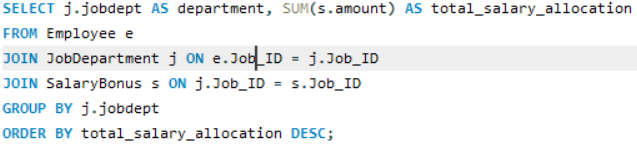 SELECT j.jobdept AS department, SUM(s.amount) AS total_salary_allocation
FROM Employee e
JOIN JobDepartment j ON e.Job_ID = j.Job_ID
JOIN SalaryBonus s ON j.Job_ID = s.Job_ID
GROUP BY j.jobdept
ORDER BY total_salary_allocation DESC;